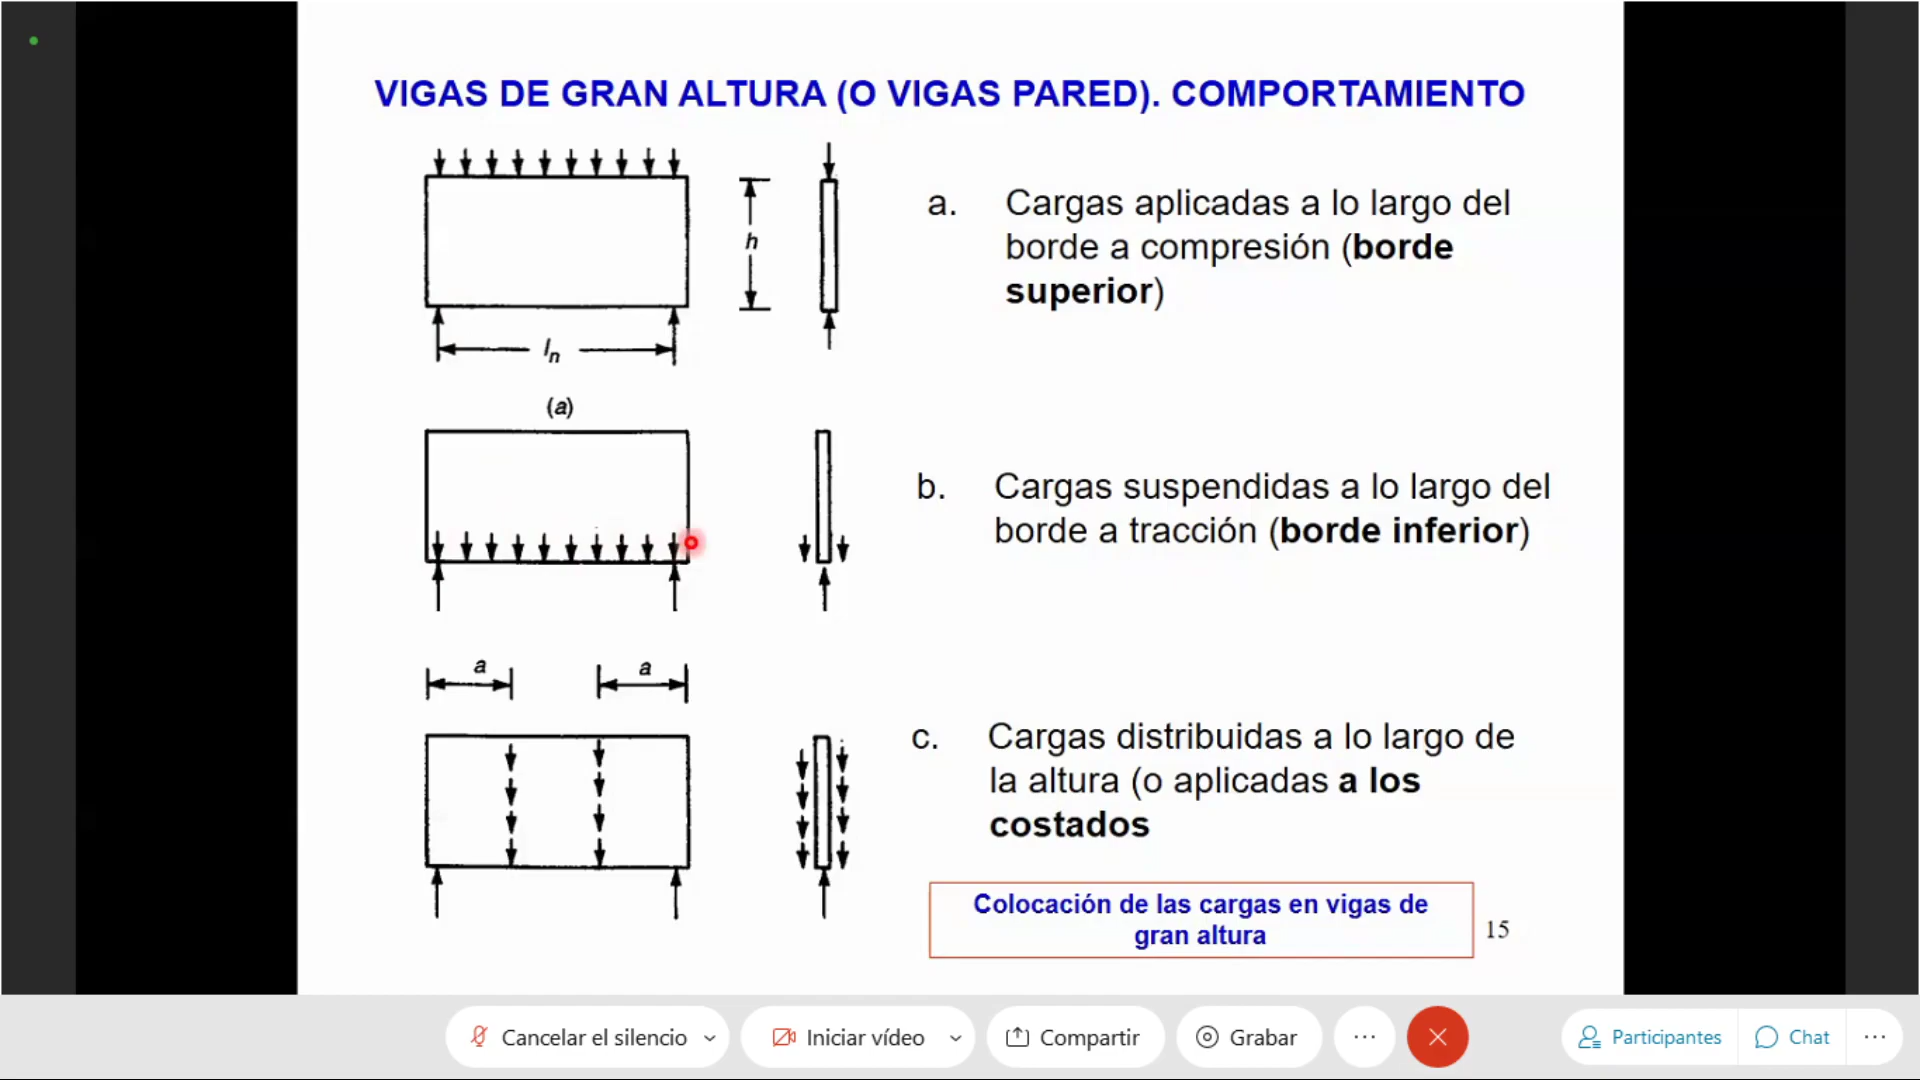 VIGAS DE GRAN ALTURA (O VIGAS PARED). COMPORTAMIENTO
h
l_n
(a)
a. Cargas aplicadas a lo largo del
borde a compresión (borde
superior)
b. Cargas suspendidas a lo largo del
borde a tracción (borde inferior)
a a
c. Cargas distribuidas a lo largo de
la altura (o aplicadas a los
costados
Colocación de las cargas en vigas de
gran altura
15
Cancelar el silencio
Iniciar vídeo
Compartir
Grabar
Participantes
Chat